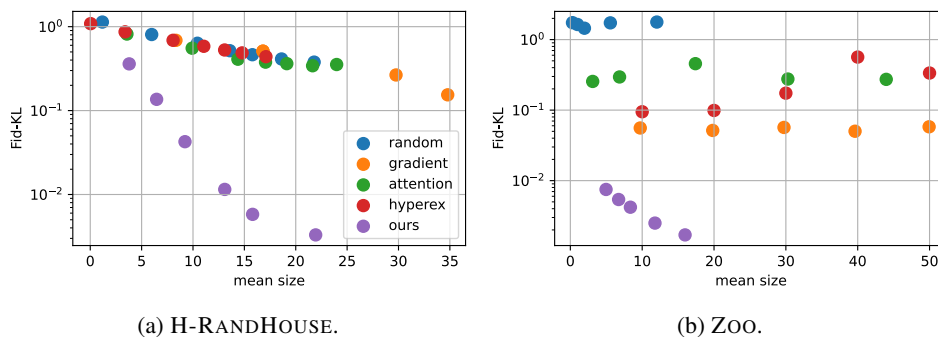 10⁰
10⁻¹
10⁻²
Fid-KL
0 5 10 15 20 25 30 35
mean size
random
gradient
attention
hyperex
ours
10⁰
10⁻¹
10⁻²
Fid-KL
0 10 20 30 40 50
mean size
(a) H-RANDHOUSE.
(b) ZOO.